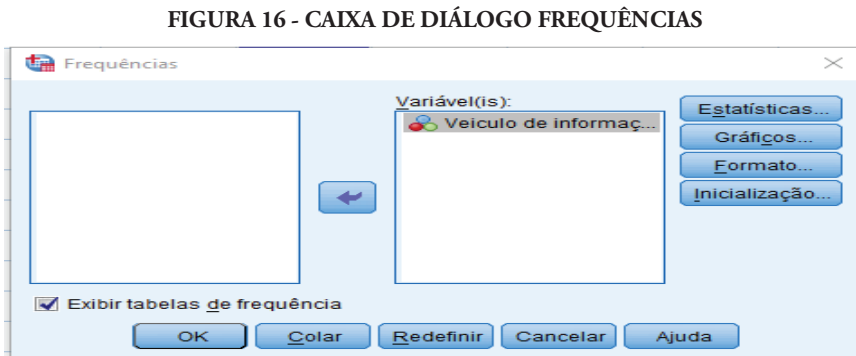 FIGURA 16 - CAIXA DE DIÁLOGO FREQUÊNCIAS
Frequências
Variável(is):
Veiculo de informaç...
Estatísticas...
Gráficos...
Formato...
Inicialização...
Exibir tabelas de frequência
OK
Colar
Redefinir
Cancelar
Ajuda